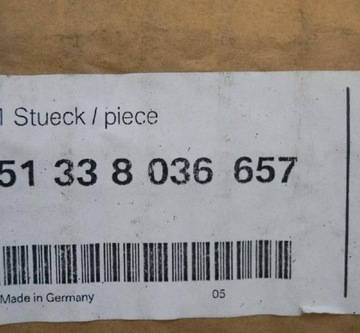 1 Stueck / piece
51 33 8 036 657
Made in Germany 05